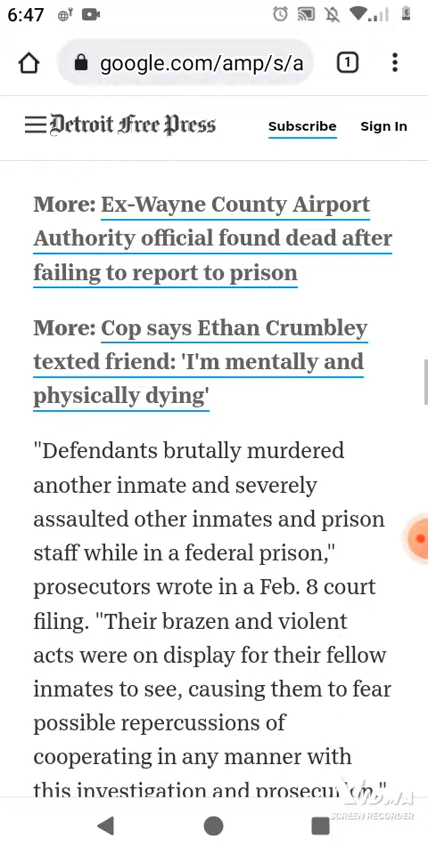 6:47
google.com/amp/s/a
1
Detroit Free Press
Subscribe
Sign In
More: Ex-Wayne County Airport
Authority official found dead after
failing to report to prison
More: Cop says Ethan Crumbley
texted friend: 'I'm mentally and
physically dying'
"Defendants brutally murdered
another inmate and severely
assaulted other inmates and prison
staff while in a federal prison,"
prosecutors wrote in a Feb. 8 court
filing. "Their brazen and violent
acts were on display for their fellow
inmates to see, causing them to fear
possible repercussions of
cooperating in any manner with
this investigation and prosecution."
VIDMA
SCREEN RECORDER